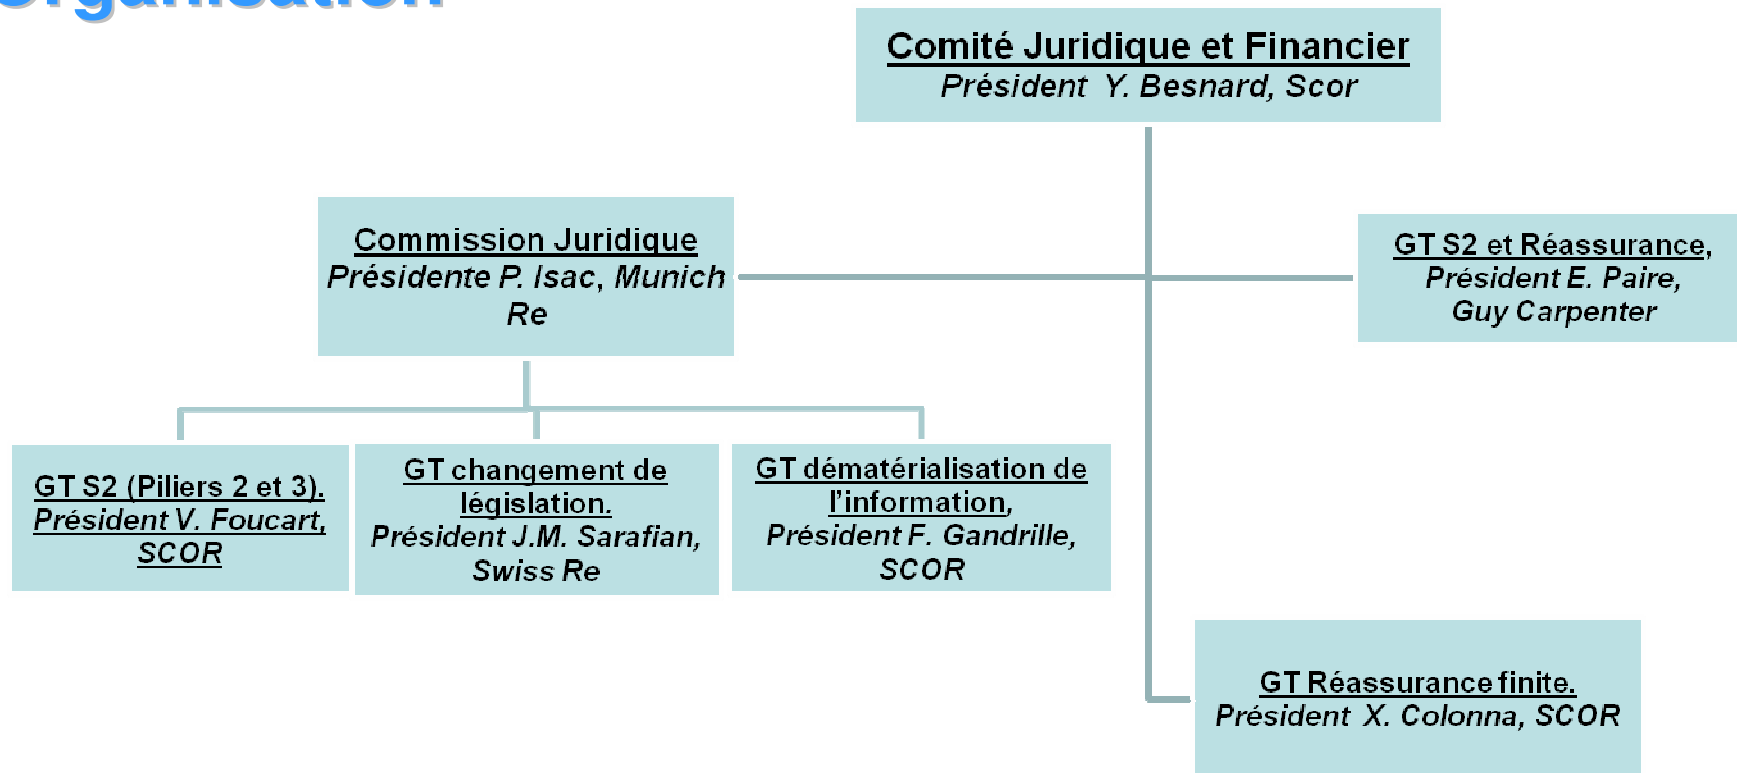 Organisation
Comité Juridique et Financier
Président Y. Besnard, Scor
Commission Juridique
Présidente P. Isac, Munich
Re
GT S2 et Réassurance,
Président E. Paire,
Guy Carpenter
GT S2 (Piliers 2 et 3).
Président V. Foucart,
SCOR
GT changement de
législation.
Président J.M. Sarafian,
Swiss Re
GT dématérialisation de
l’information,
Président F. Gandrille,
SCOR
GT Réassurance finite.
Président X. Colonna, SCOR